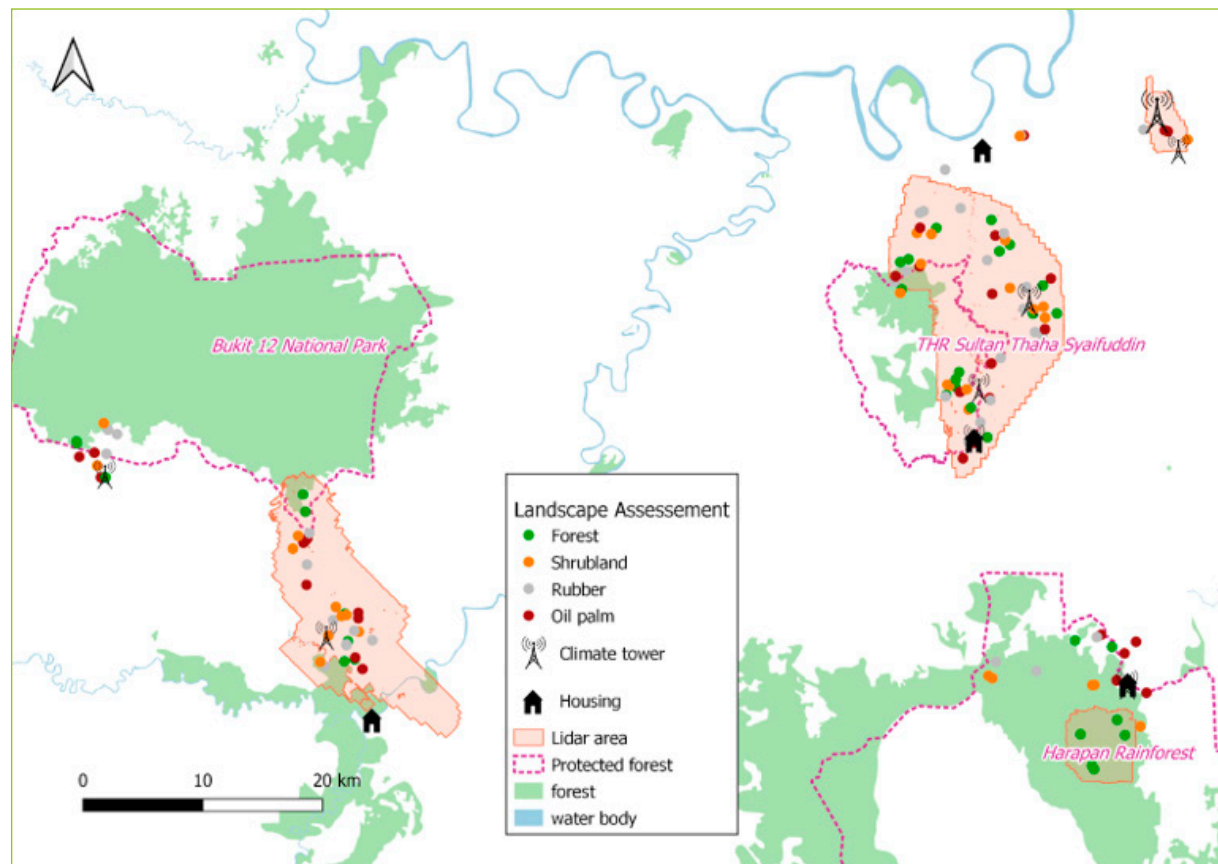 Bukit 12 National Park
THR Sultan Thaha Syaifuddin
Landscape Assessement
Forest
Shrubland
Rubber
Oil palm
Climate tower
Housing
Lidar area
Protected forest
forest
water body
Harapan Rainforest
0 10 20 km